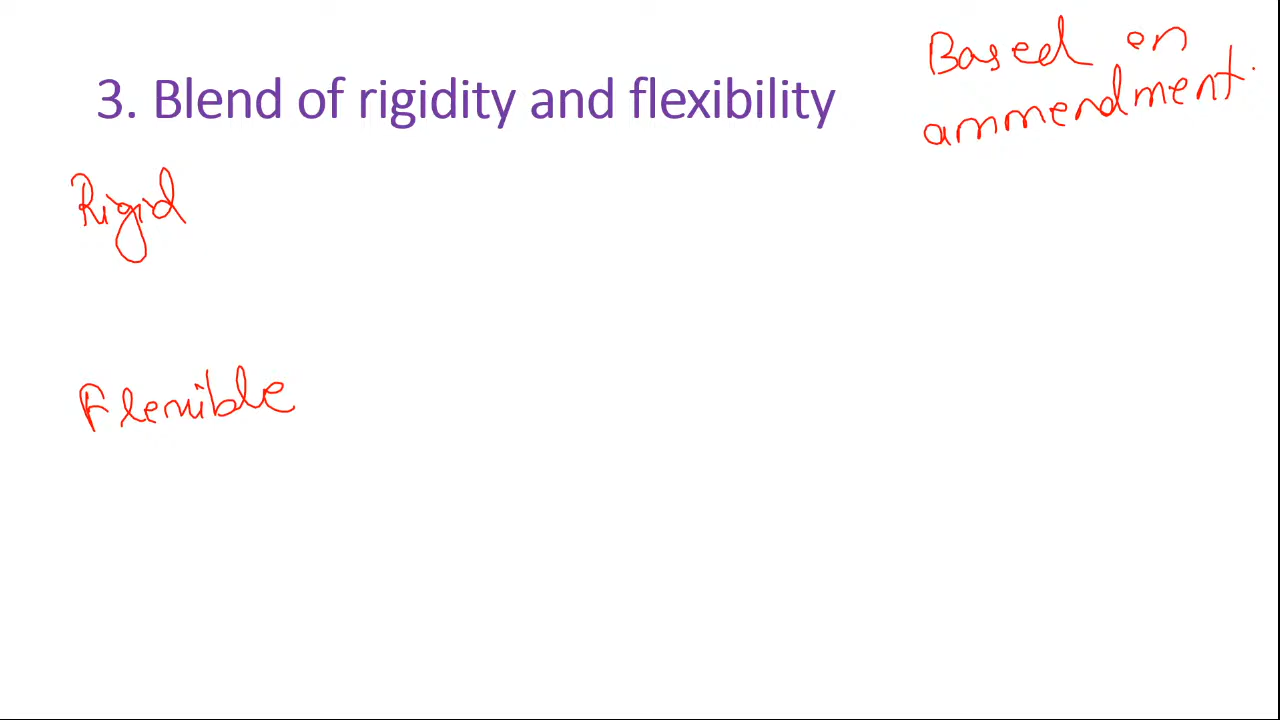 3. Blend of rigidity and flexibility
Based on
ammendment.
Rigid
Flexible